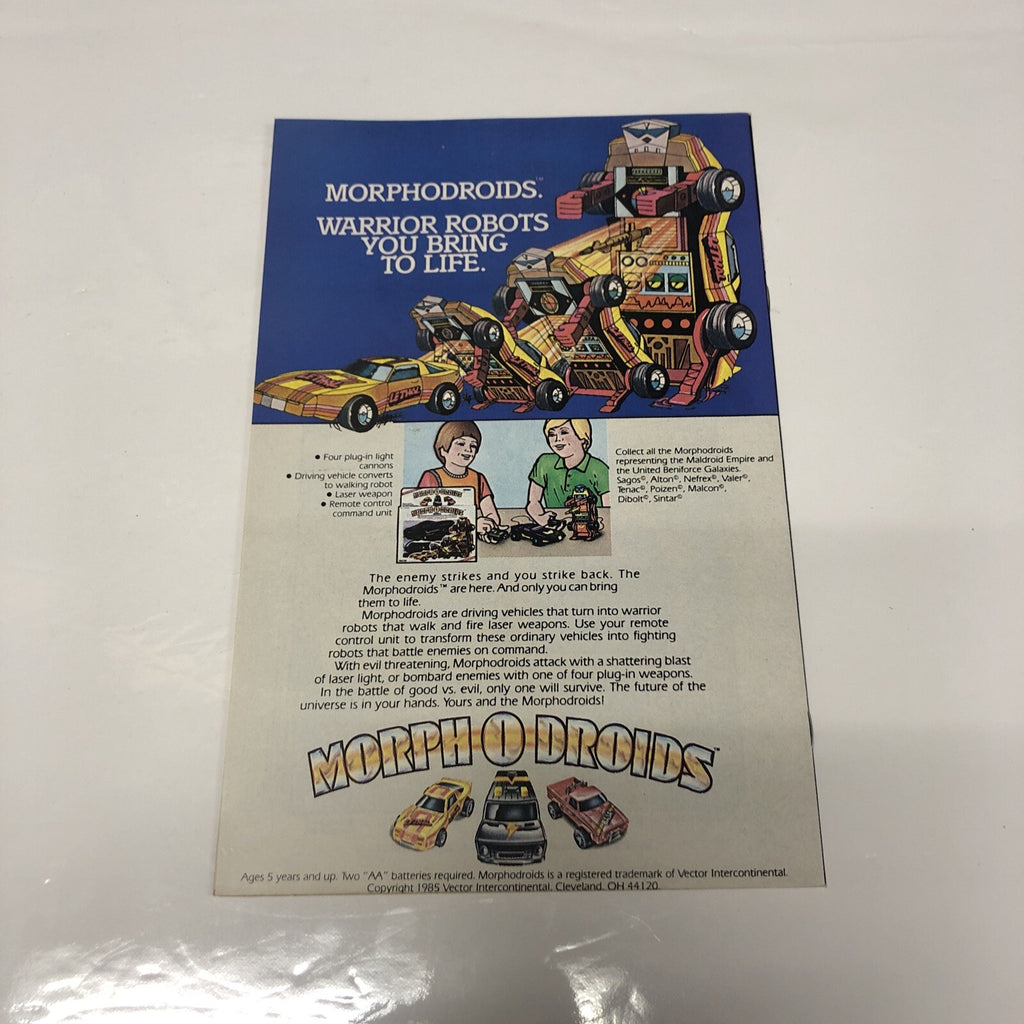 MORPHODROIDS.™
WARRIOR ROBOTS
YOU BRING
TO LIFE.
LETHAL
• Four plug-in light
cannons
• Driving vehicle converts
to walking robot
• Laser weapon
• Remote control
command unit
MORPH O DROIDS
Collect all the Morphodroids
representing the Maldroid Empire and
the United Beniforce Galaxies.
Sagos©, Alton©, Nefrex©, Valer©,
Tenac©, Poizen©, Malcon©,
Dibolt©, Sintar©
The enemy strikes and you strike back. The
Morphodroids™ are here. And only you can bring
them to life.
Morphodroids are driving vehicles that turn into warrior
robots that walk and fire laser weapons. Use your remote
control unit to transform these ordinary vehicles into fighting
robots that battle enemies on command.
With evil threatening, Morphodroids attack with a shattering blast
of laser light, or bombard enemies with one of four plug-in weapons.
In the battle of good vs. evil, only one will survive. The future of the
universe is in your hands. Yours and the Morphodroids!
MORPH O DROIDS™
Ages 5 years and up. Two "AA" batteries required. Morphodroids is a registered trademark of Vector Intercontinental.
Copyright 1985 Vector Intercontinental, Cleveland, OH 44120